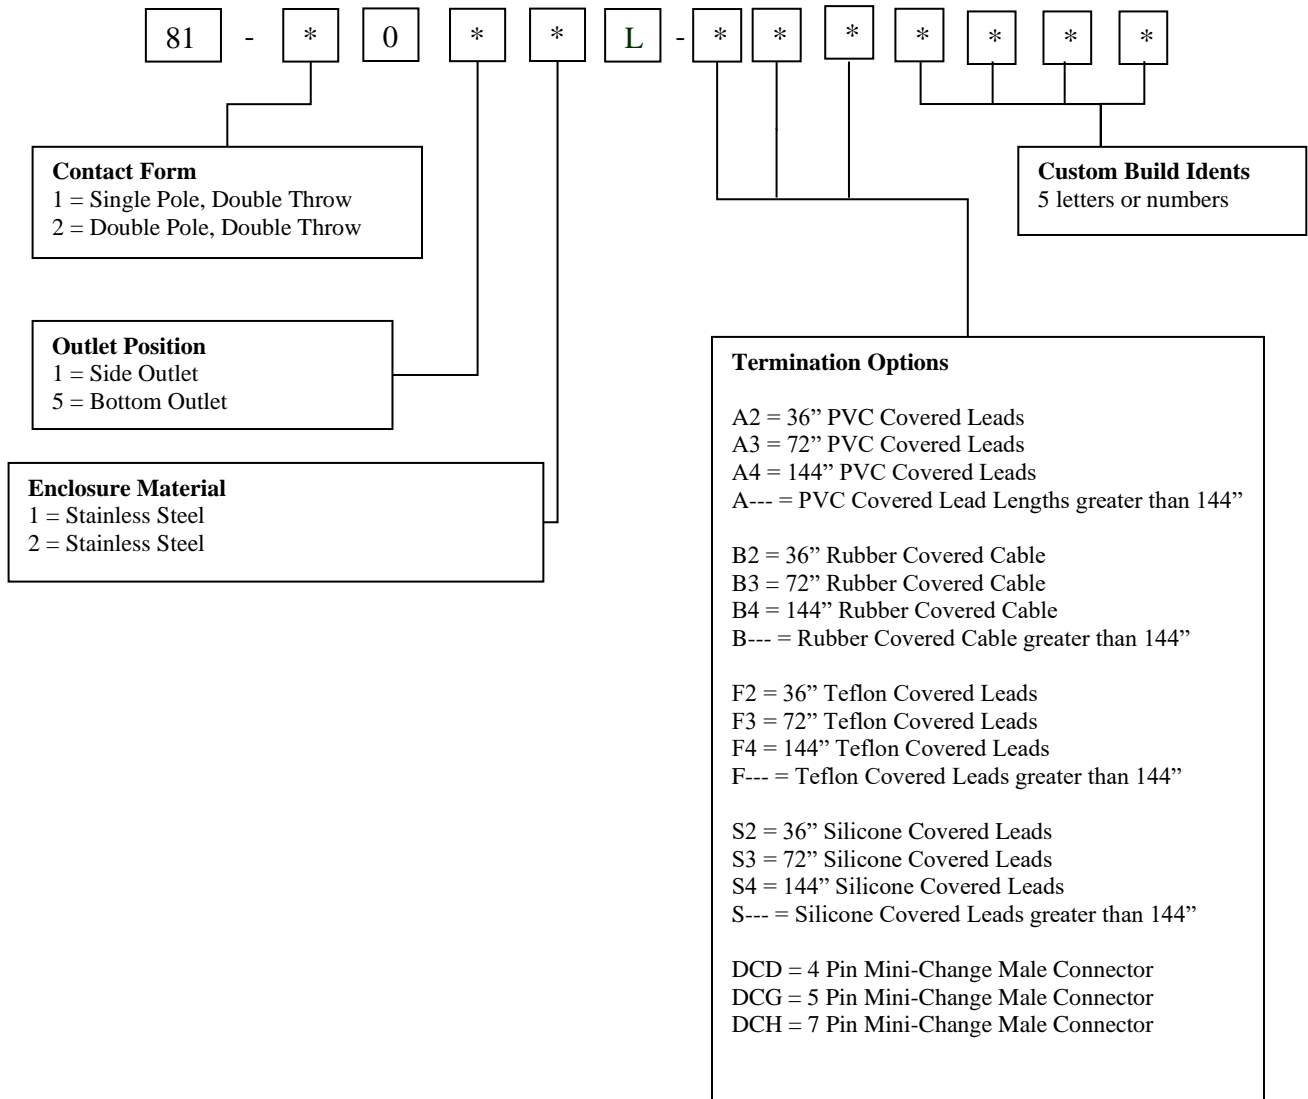 81 - * 0 * * L - * * * * * * *
Contact Form
1 = Single Pole, Double Throw
2 = Double Pole, Double Throw
Custom Build Idents
5 letters or numbers
Outlet Position
1 = Side Outlet
5 = Bottom Outlet
Enclosure Material
1 = Stainless Steel
2 = Stainless Steel
Termination Options
A2 = 36” PVC Covered Leads
A3 = 72” PVC Covered Leads
A4 = 144” PVC Covered Leads
A--- = PVC Covered Lead Lengths greater than 144”
B2 = 36” Rubber Covered Cable
B3 = 72” Rubber Covered Cable
B4 = 144” Rubber Covered Cable
B--- = Rubber Covered Cable greater than 144”
F2 = 36” Teflon Covered Leads
F3 = 72” Teflon Covered Leads
F4 = 144” Teflon Covered Leads
F--- = Teflon Covered Leads greater than 144”
S2 = 36” Silicone Covered Leads
S3 = 72” Silicone Covered Leads
S4 = 144” Silicone Covered Leads
S--- = Silicone Covered Leads greater than 144”
DCD = 4 Pin Mini-Change Male Connector
DCG = 5 Pin Mini-Change Male Connector
DCH = 7 Pin Mini-Change Male Connector